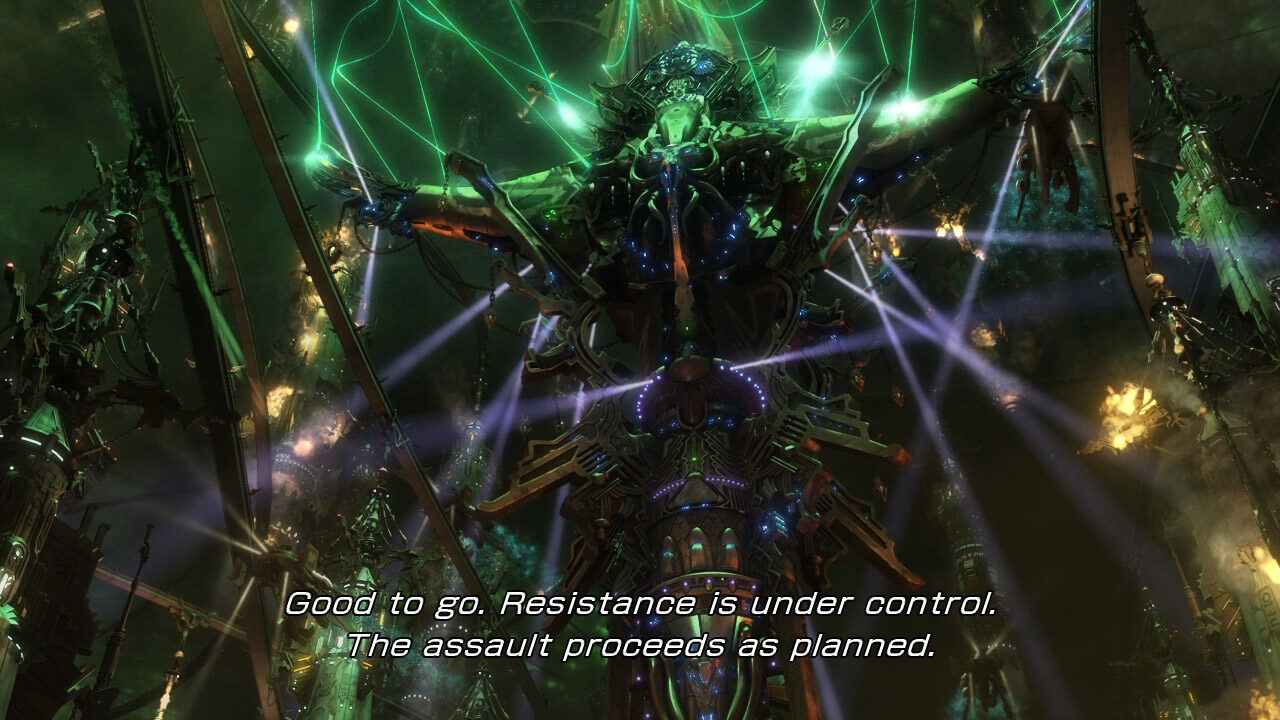 Good to go. Resistance is under control.
The assault proceeds as planned.